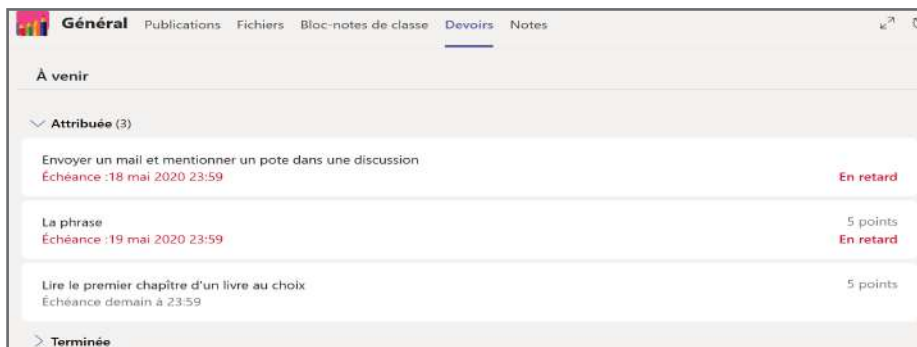 Général Publications Fichiers Bloc-notes de classe Devoirs Notes
À venir
Attribuée (3)
Envoyer un mail et mentionner un pote dans une discussion
Échéance :18 mai 2020 23:59 En retard
La phrase 5 points
Échéance :19 mai 2020 23:59 En retard
Lire le premier chapître d'un livre au choix 5 points
Échéance demain à 23:59
Terminée